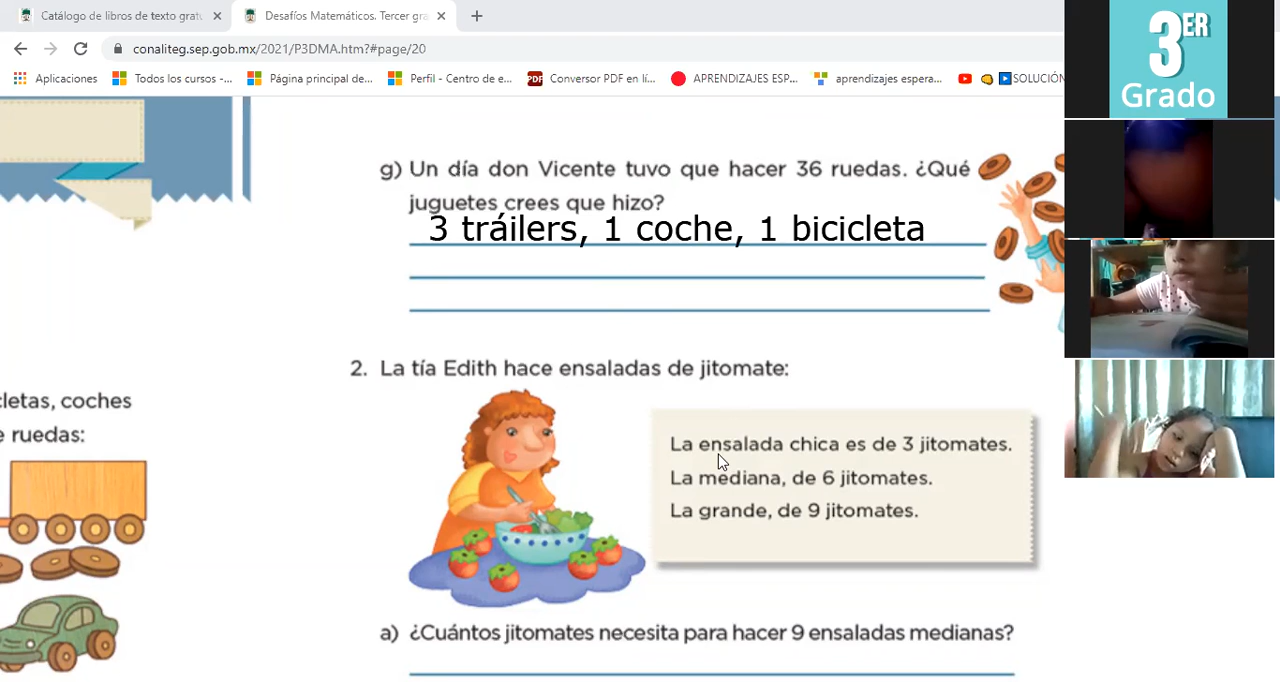 Catálogo de libros de texto gratu
Desafíos Matemáticos. Tercer gra
conaliteg.sep.gob.mx/2021/P3DMA.htm?#page/20
Aplicaciones
Todos los cursos -...
Página principal de...
Perfil - Centro de e...
PDF
Conversor PDF en lí...
APRENDIZAJES ESP...
aprendizajes espera...
SOLUCIÓN
3ER
Grado
g) Un día don Vicente tuvo que hacer 36 ruedas. ¿Qué
juguetes crees que hizo?
3 tráilers, 1 coche, 1 bicicleta
cletas, coches
e ruedas:
2. La tía Edith hace ensaladas de jitomate:
La ensalada chica es de 3 jitomates.
La mediana, de 6 jitomates.
La grande, de 9 jitomates.
a) ¿Cuántos jitomates necesita para hacer 9 ensaladas medianas?